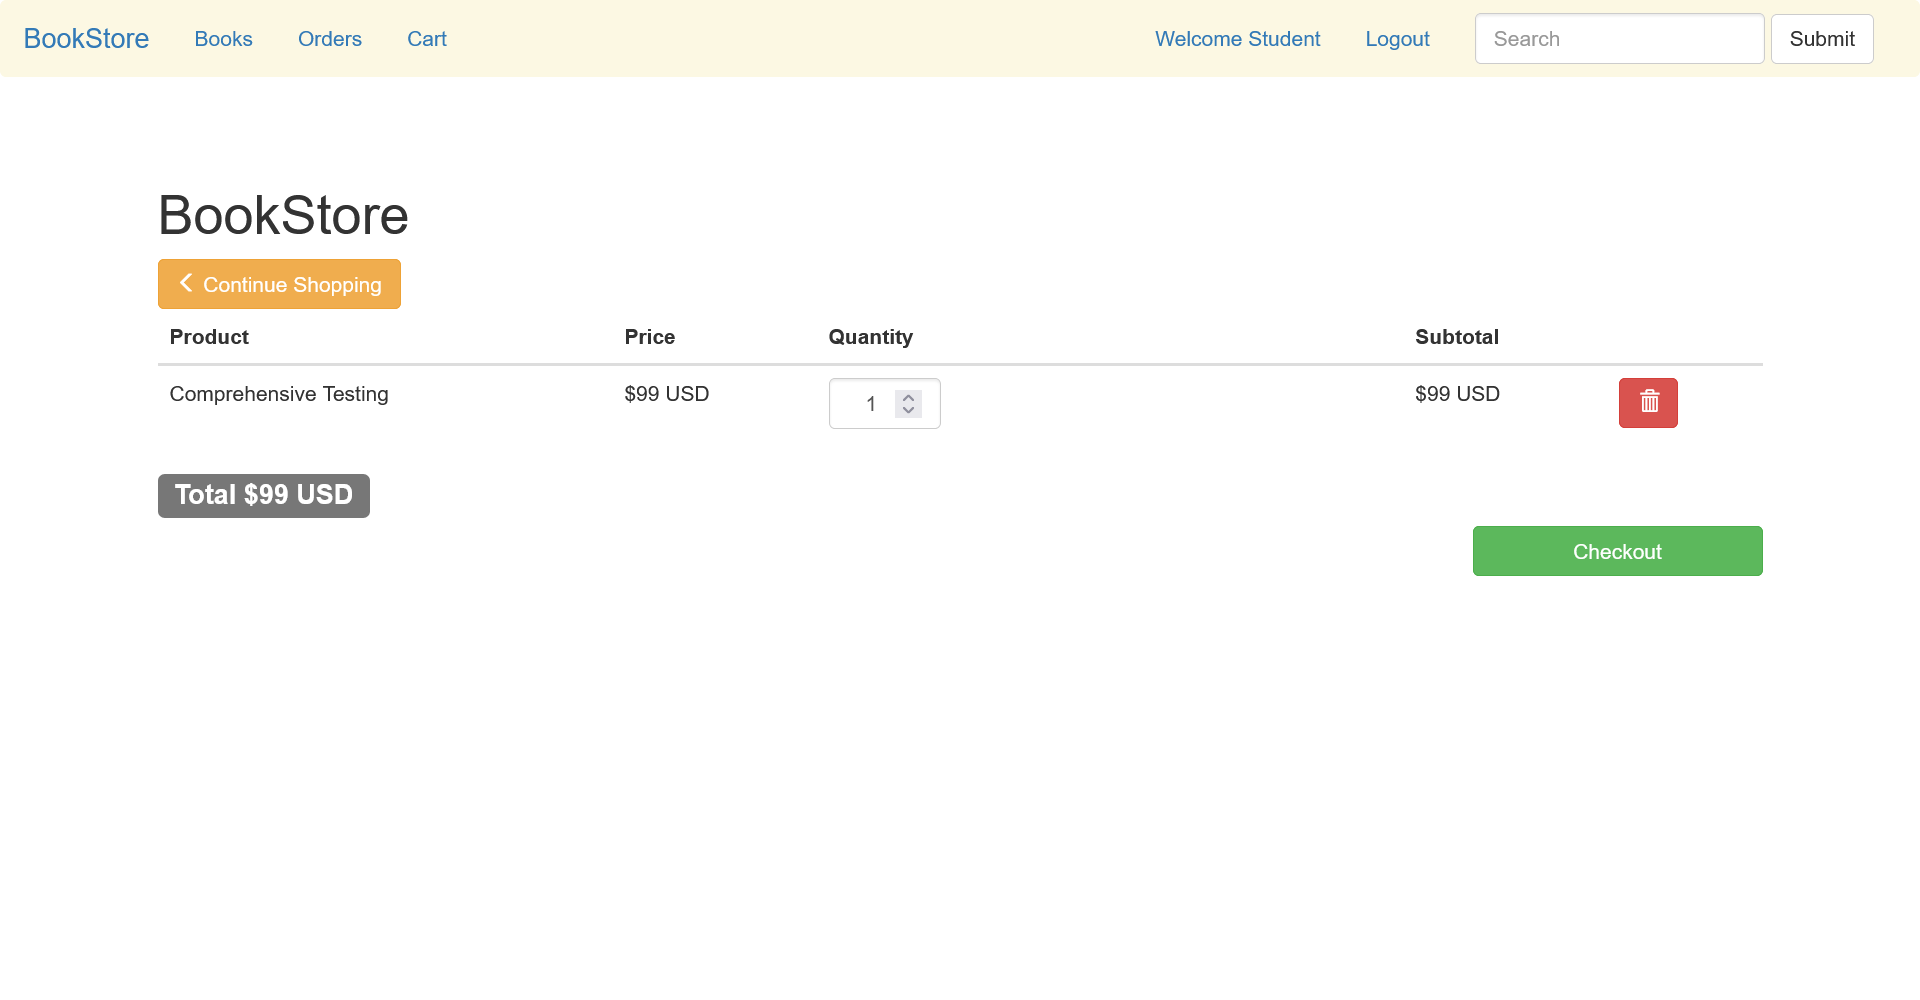 BookStore Books Orders Cart Welcome Student Logout Search Submit
BookStore
Continue Shopping
Product Price Quantity Subtotal
Comprehensive Testing $99 USD 1 $99 USD
Total $99 USD
Checkout